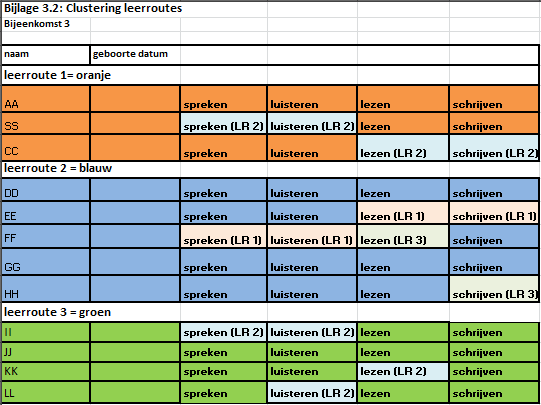 Bijlage 3.2: Clustering leerroutes
Bijeenkomst 3
naam geboorte datum
leerroute 1= oranje
AA spreken luisteren lezen schrijven
SS spreken (LR 2) luisteren (LR 2) lezen schrijven
CC spreken luisteren lezen (LR 2) schrijven (LR 2)
leerroute 2 = blauw
DD spreken luisteren lezen schrijven
EE spreken luisteren lezen (LR 1) schrijven (LR 1)
FF spreken (LR 1) luisteren (LR 1) lezen (LR 3) schrijven
GG spreken luisteren lezen schrijven
HH spreken luisteren lezen schrijven (LR 3)
leerroute 3 = groen
II spreken (LR 2) luisteren (LR 2) lezen schrijven
JJ spreken luisteren lezen schrijven
KK spreken luisteren lezen (LR 2) schrijven
LL spreken luisteren (LR 2) lezen schrijven